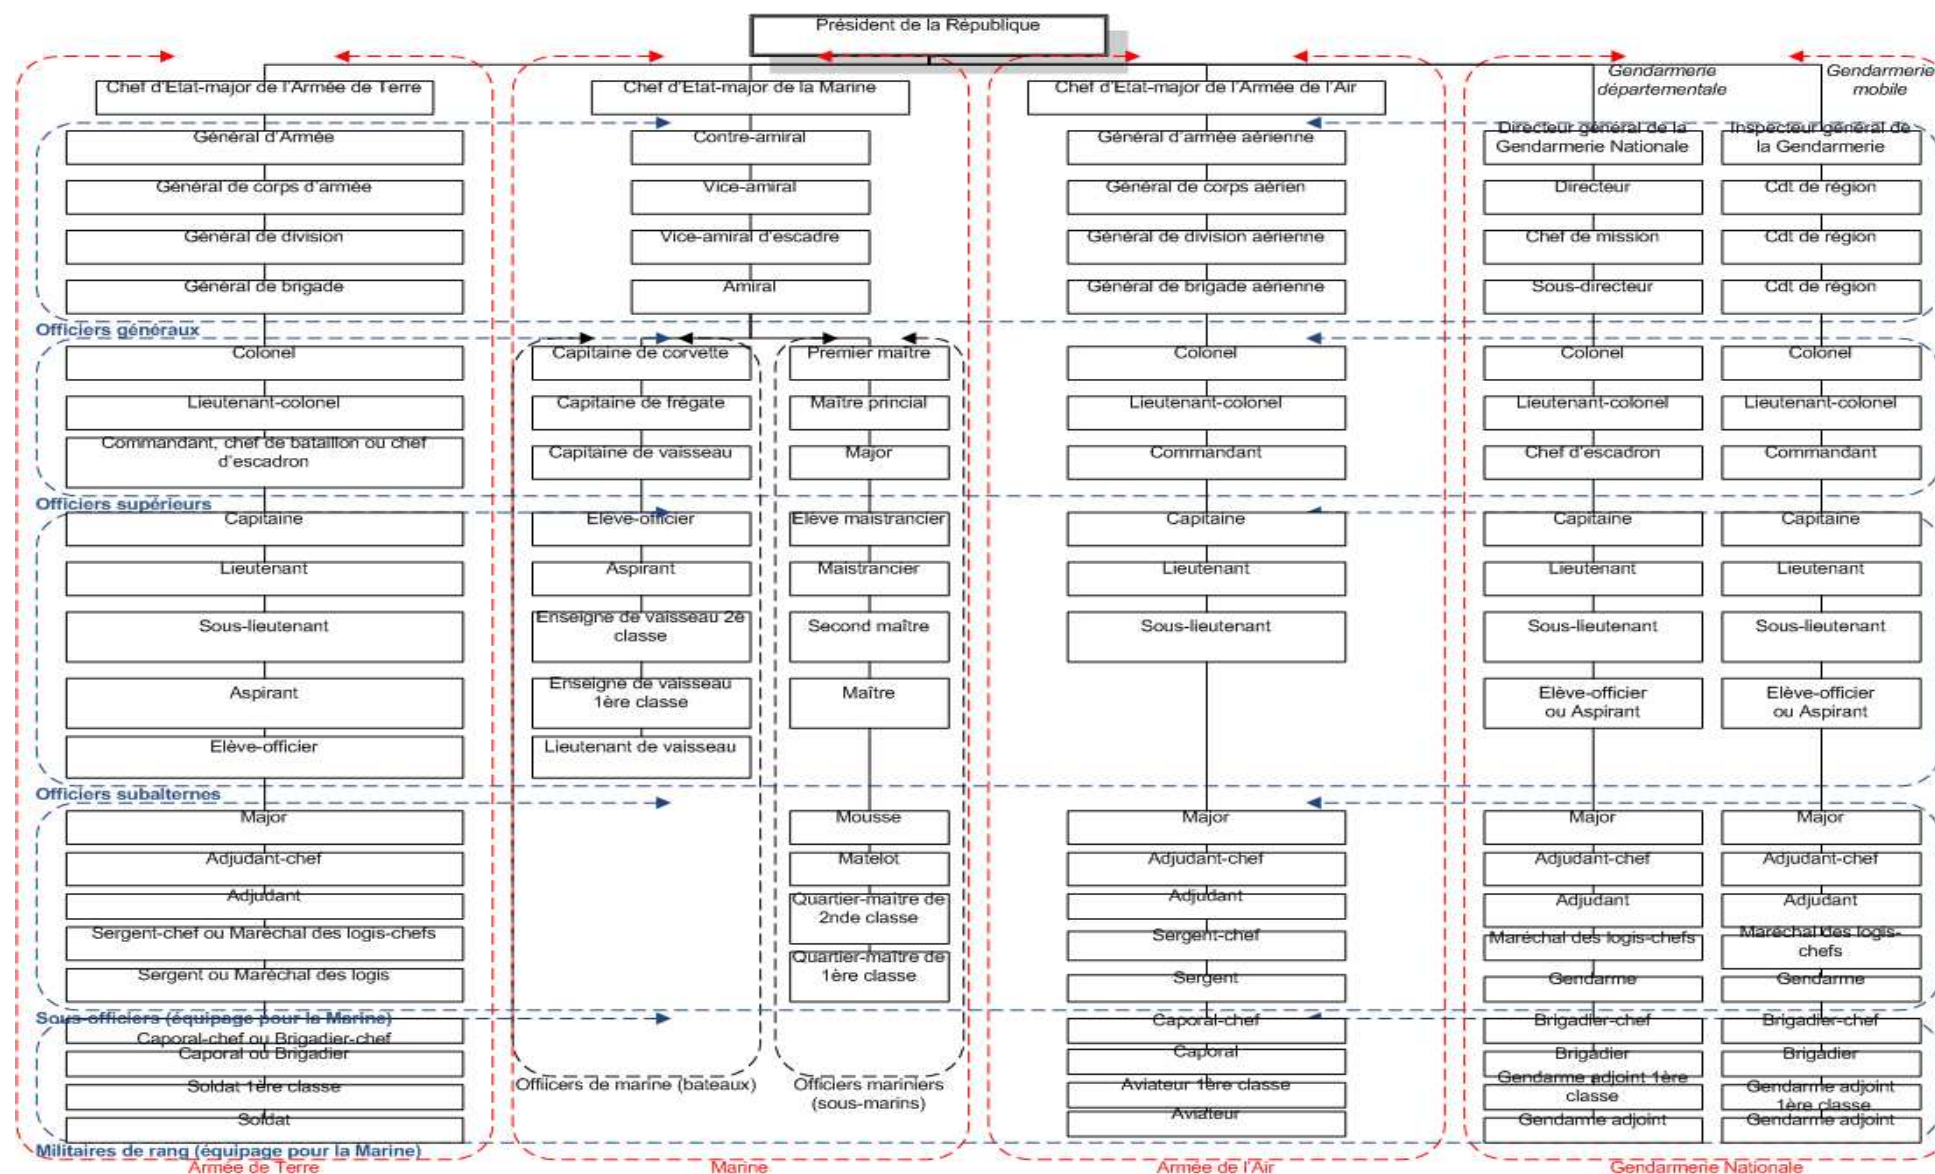 Président de la République
Chef d'Etat-major de l'Armée de Terre
Général d'Armée
Général de corps d'armée
Général de division
Général de brigade
Officiers généraux
Colonel
Lieutenant-colonel
Commandant, chef de bataillon ou chef
d'escadron
Officiers supérieurs
Capitaine
Lieutenant
Sous-lieutenant
Aspirant
Elève-officier
Officiers subalternes
Major
Adjudant-chef
Adjudant
Sergent-chef ou Maréchal des logis-chefs
Sergent ou Maréchal des logis
Sous-officiers (équipage pour la Marine)
Caporal-chef ou Brigadier-chef
Caporal ou Brigadier
Soldat 1ère classe
Soldat
Militaires de rang (équipage pour la Marine)
Armée de Terre
Chef d'Etat-major de la Marine
Contre-amiral
Vice-amiral
Vice-amiral d'escadre
Amiral
Capitaine de corvette
Capitaine de frégate
Capitaine de vaisseau
Elève-officier
Aspirant
Enseigne de vaisseau 2è
classe
Enseigne de vaisseau
1ère classe
Lieutenant de vaisseau
Officers de marine (bateaux)
Premier maître
Maître princial
Major
Elève maistrancier
Maistrancier
Second maître
Maître
Mousse
Matelot
Quartier-maître de
2nde classe
Quartier-maître de
1ère classe
Officiers mariniers
(sous-marins)
Marine
Chef d'Etat-major de l'Armée de l'Air
Général d'armée aérienne
Général de corps aérien
Général de division aérienne
Général de brigade aérienne
Colonel
Lieutenant-colonel
Commandant
Capitaine
Lieutenant
Sous-lieutenant
Major
Adjudant-chef
Adjudant
Sergent-chef
Sergent
Caporal-chef
Caporal
Aviateur 1ère classe
Aviateur
Armée de l'Air
Gendarmerie
départementale
Directeur général de la
Gendarmerie Nationale
Directeur
Chef de mission
Sous-directeur
Colonel
Lieutenant-colonel
Chef d'escadron
Capitaine
Lieutenant
Sous-lieutenant
Elève-officier
ou Aspirant
Major
Adjudant-chef
Adjudant
Maréchal des logis-chefs
Gendarme
Brigadier-chef
Brigadier
Gendarme adjoint 1ère
classe
Gendarme adjoint
Gendarmerie
mobile
Inspecteur général de
la Gendarmerie
Cdt de région
Cdt de région
Cdt de région
Colonel
Lieutenant-colonel
Commandant
Capitaine
Lieutenant
Sous-lieutenant
Elève-officier
ou Aspirant
Major
Adjudant-chef
Adjudant
Maréchal des logis-
chefs
Gendarme
Brigadier-chef
Brigadier
Gendarme adjoint
1ère classe
Gendarme adjoint
Gendarmerie Nationale